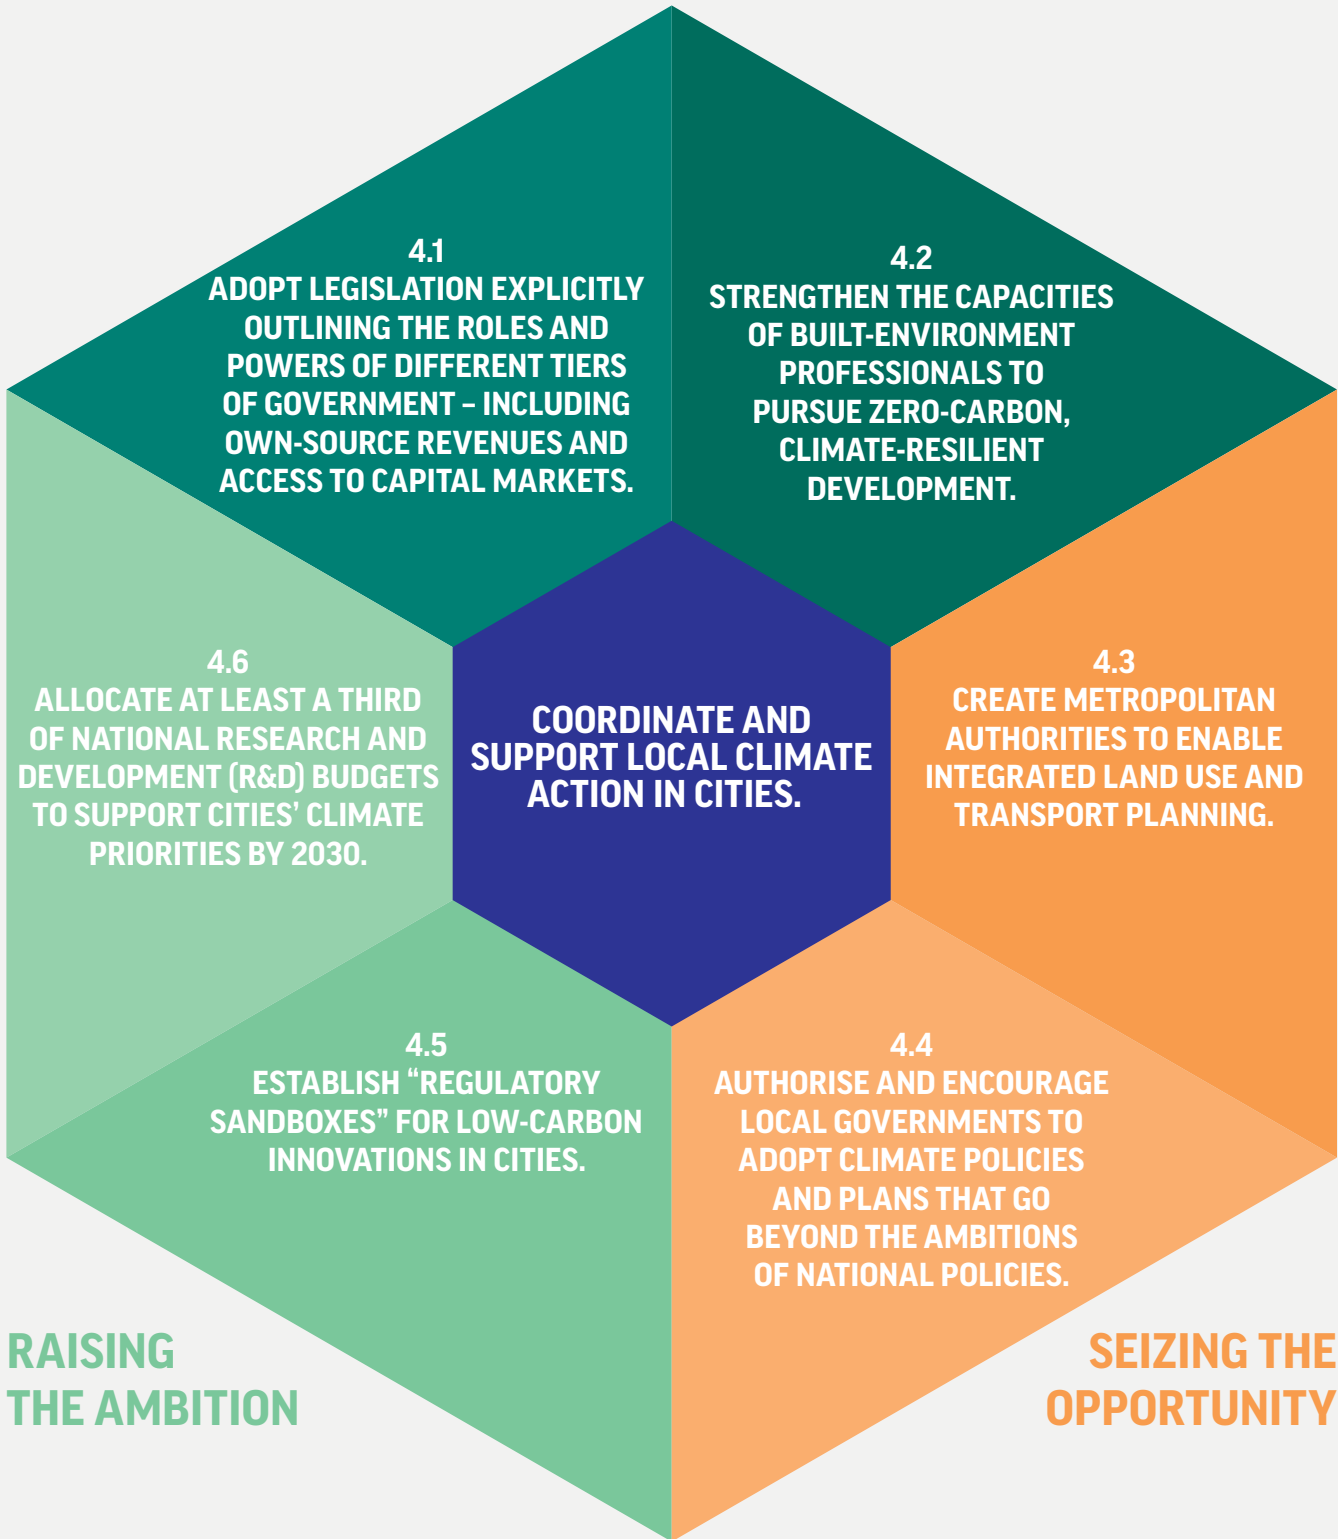 4.1
ADOPT LEGISLATION EXPLICITLY
OUTLINING THE ROLES AND
POWERS OF DIFFERENT TIERS
OF GOVERNMENT – INCLUDING
OWN-SOURCE REVENUES AND
ACCESS TO CAPITAL MARKETS.
4.2
STRENGTHEN THE CAPACITIES
OF BUILT-ENVIRONMENT
PROFESSIONALS TO
PURSUE ZERO-CARBON,
CLIMATE-RESILIENT
DEVELOPMENT.
4.6
ALLOCATE AT LEAST A THIRD
OF NATIONAL RESEARCH AND
DEVELOPMENT (R&D) BUDGETS
TO SUPPORT CITIES’ CLIMATE
PRIORITIES BY 2030.
COORDINATE AND
SUPPORT LOCAL CLIMATE
ACTION IN CITIES.
4.3
CREATE METROPOLITAN
AUTHORITIES TO ENABLE
INTEGRATED LAND USE AND
TRANSPORT PLANNING.
4.5
ESTABLISH “REGULATORY
SANDBOXES” FOR LOW-CARBON
INNOVATIONS IN CITIES.
4.4
AUTHORISE AND ENCOURAGE
LOCAL GOVERNMENTS TO
ADOPT CLIMATE POLICIES
AND PLANS THAT GO
BEYOND THE AMBITIONS
OF NATIONAL POLICIES.
RAISING
THE AMBITION
SEIZING THE
OPPORTUNITY